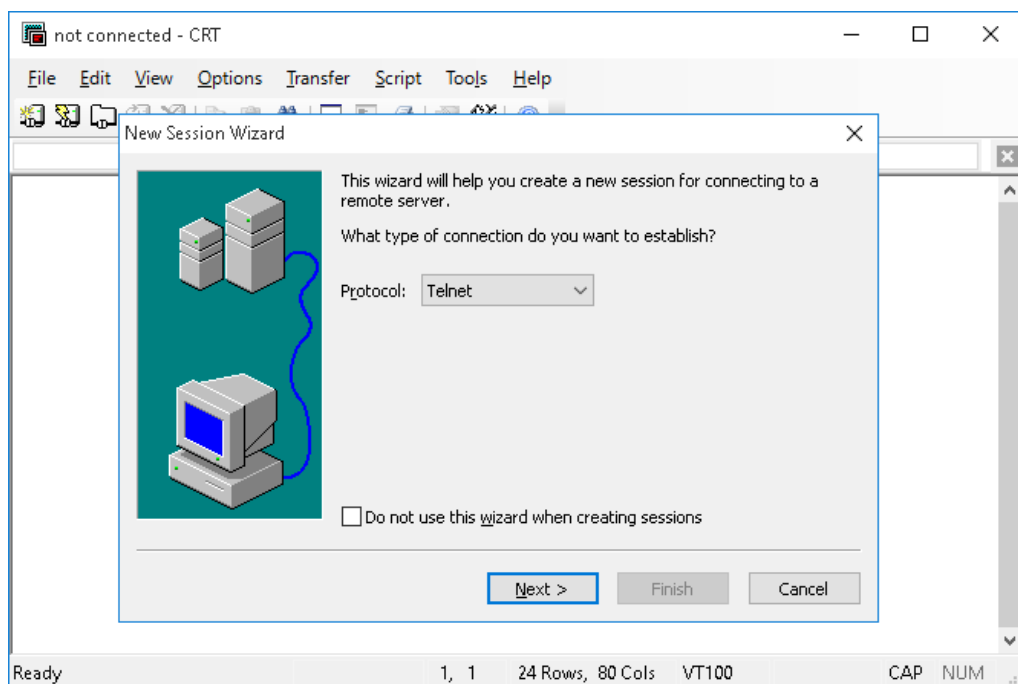 not connected - CRT
File Edit View Options Transfer Script Tools Help
New Session Wizard
This wizard will help you create a new session for connecting to a
remote server.
What type of connection do you want to establish?
Protocol: Telnet
Do not use this wizard when creating sessions
Next > Finish Cancel
Ready 1, 1 24 Rows, 80 Cols VT100 CAP NUM